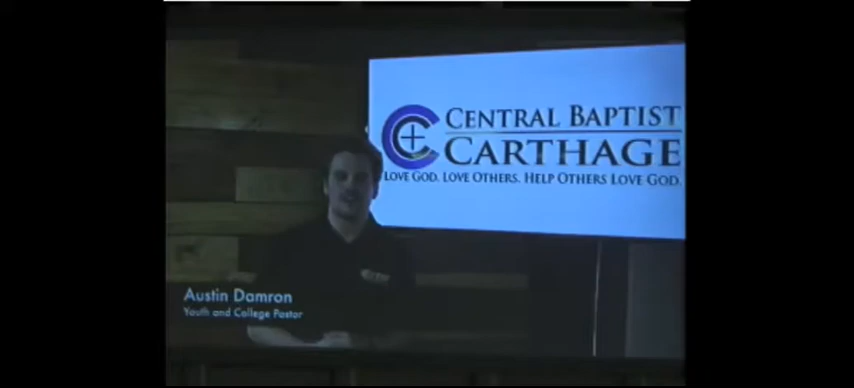 CENTRAL BAPTIST
CARTHAGE
LOVE GOD. LOVE OTHERS. HELP OTHERS LOVE GOD.
Austin Damron
Youth and College Pastor